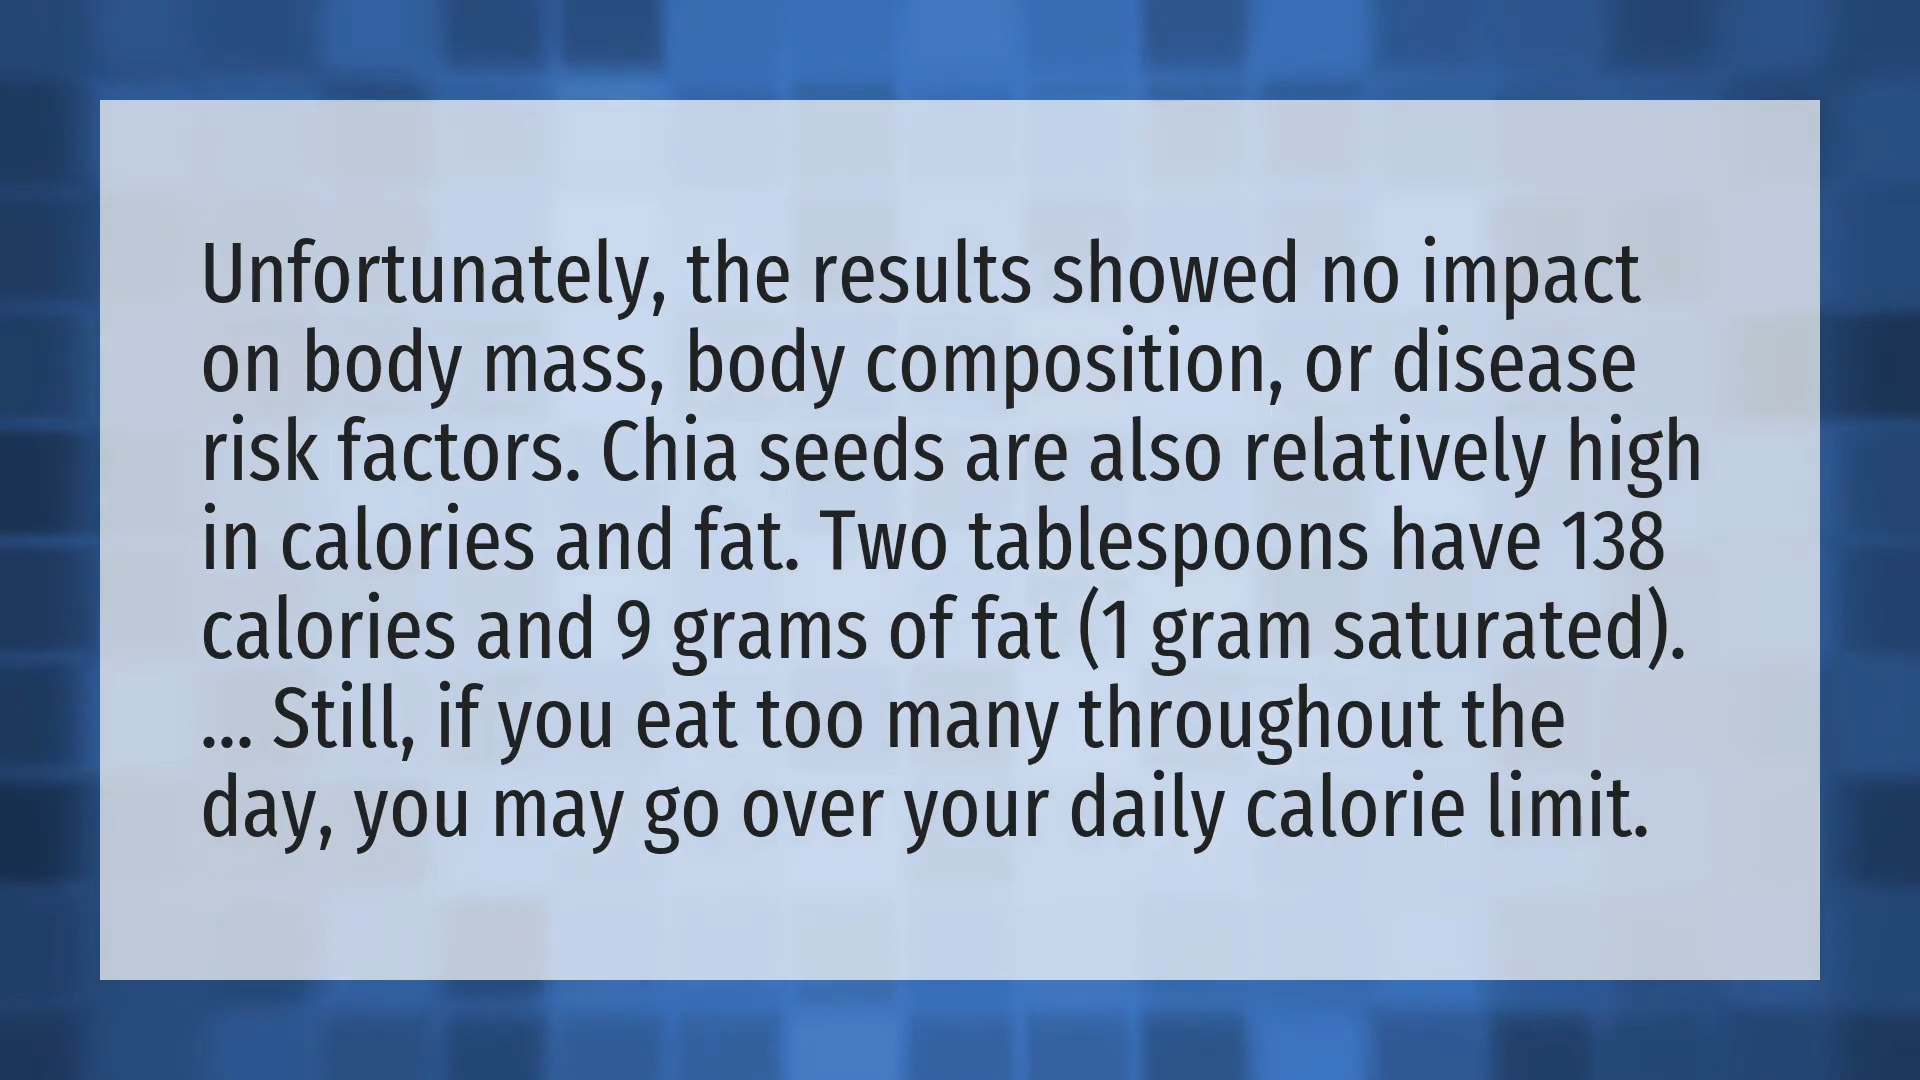 Unfortunately, the results showed no impact
on body mass, body composition, or disease
risk factors. Chia seeds are also relatively high
in calories and fat. Two tablespoons have 138
calories and 9 grams of fat (1 gram saturated).
... Still, if you eat too many throughout the
day, you may go over your daily calorie limit.